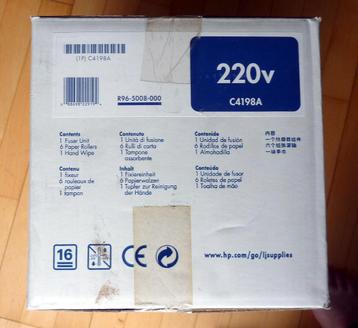 (1P) C4198A
R96-5008-000
220v
C4198A
Contents
1 Fuser Unit
6 Paper Rollers
1 Hand Wipe
Contenuto
1 Unità di fusione
6 Rulli di carta
1 Tampone
assorbente
Contenido
1 Unidad de fusión
6 Rodillos de papel
1 Almohadilla
内容
Contenu
1 fixeur
6 rouleaux de
papier
1 tampon
Inhalt
1 Fixiereinheit
6 Papierwalzen
1 Tupfer zur Reinigung
der Hände
Conteúdo
1 Unidade de fusor
6 Roletes de papel
1 Toalha de mão
16
www.hp.com/go/ljsupplies